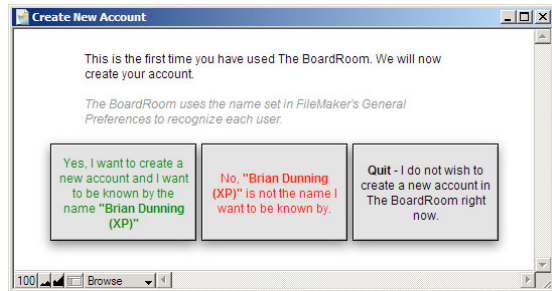 Create New Account
This is the first time you have used The BoardRoom. We will now
create your account.
The BoardRoom uses the name set in FileMaker's General
Preferences to recognize each user.
Yes, I want to create a
new account and I want
to be known by the
name "Brian Dunning
(XP)"
No, "Brian Dunning
(XP)" is not the name I
want to be known by.
Quit - I do not wish to
create a new account in
The BoardRoom right
now.
100
Browse